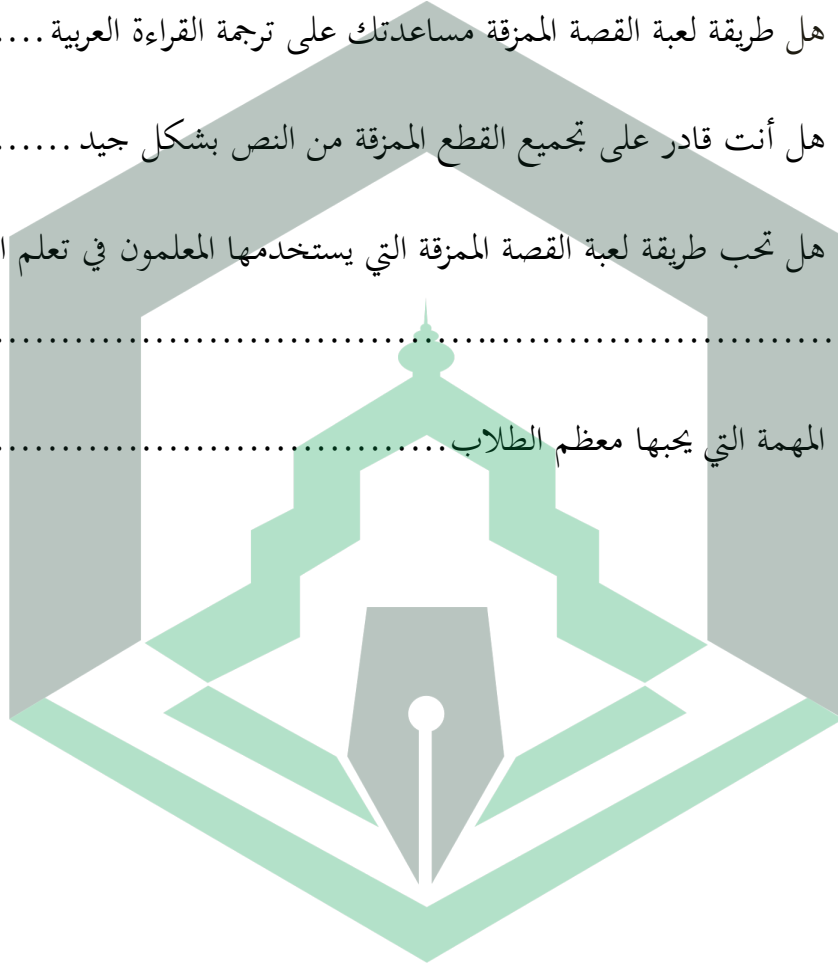 هل طريقة لعبة القصة الممزقة مساعدتك على ترجمة القراءة العربية.....
هل أنت قادر على تجميع القطع الممزقة من النص بشكل جيد......
هل تحب طريقة لعبة القصة الممزقة التي يستخدمها المعلمون في تعلم
..............................................................
المهمة التي يحبها معظم الطلاب.................................